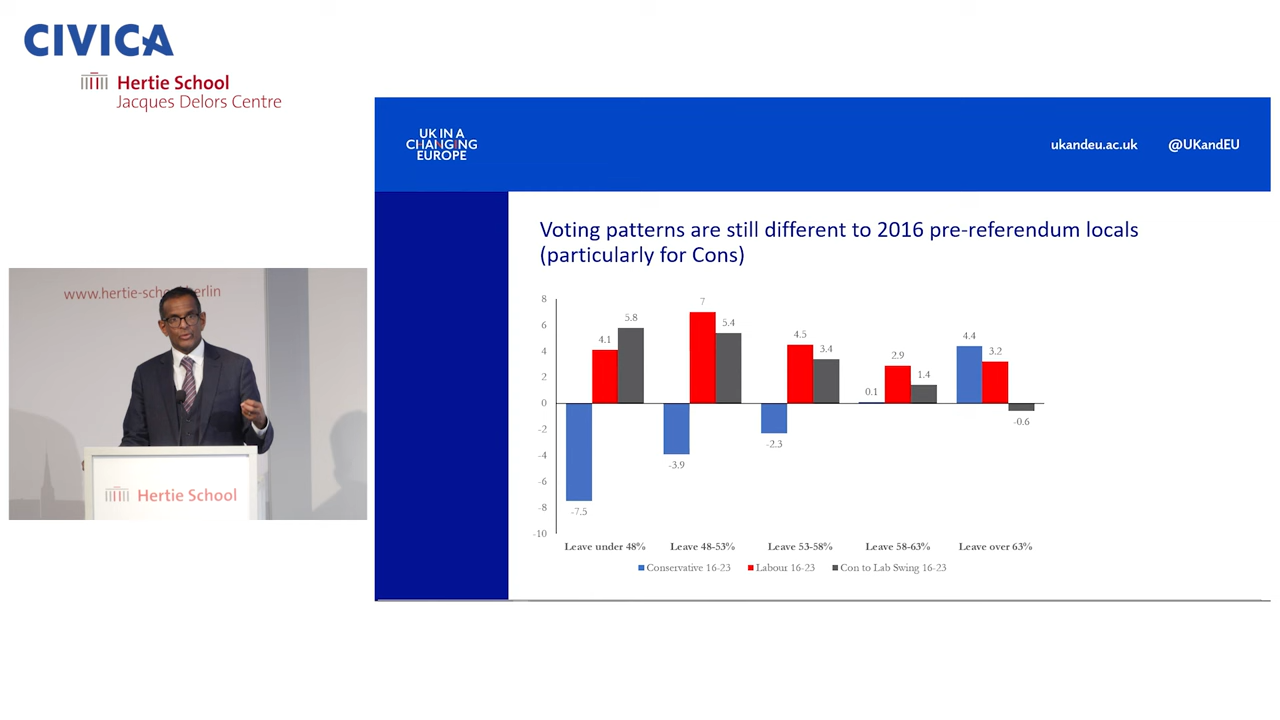 CIVICA
Hertie School
Jacques Delors Centre
UK IN A
CHANGING
EUROPE
ukandeu.ac.uk
@UKandEU
Voting patterns are still different to 2016 pre-referendum locals
(particularly for Cons)
8
6
4
2
0
-2
-4
-6
-8
-10
-7.5
4.1
5.8
-3.9
7
5.4
-2.3
4.5
3.4
0.1
2.9
1.4
4.4
3.2
-0.6
Leave under 48% Leave 48-53% Leave 53-58% Leave 58-63% Leave over 63%
Conservative 16-23 Labour 16-23 Con to Lab Swing 16-23
Hertie School